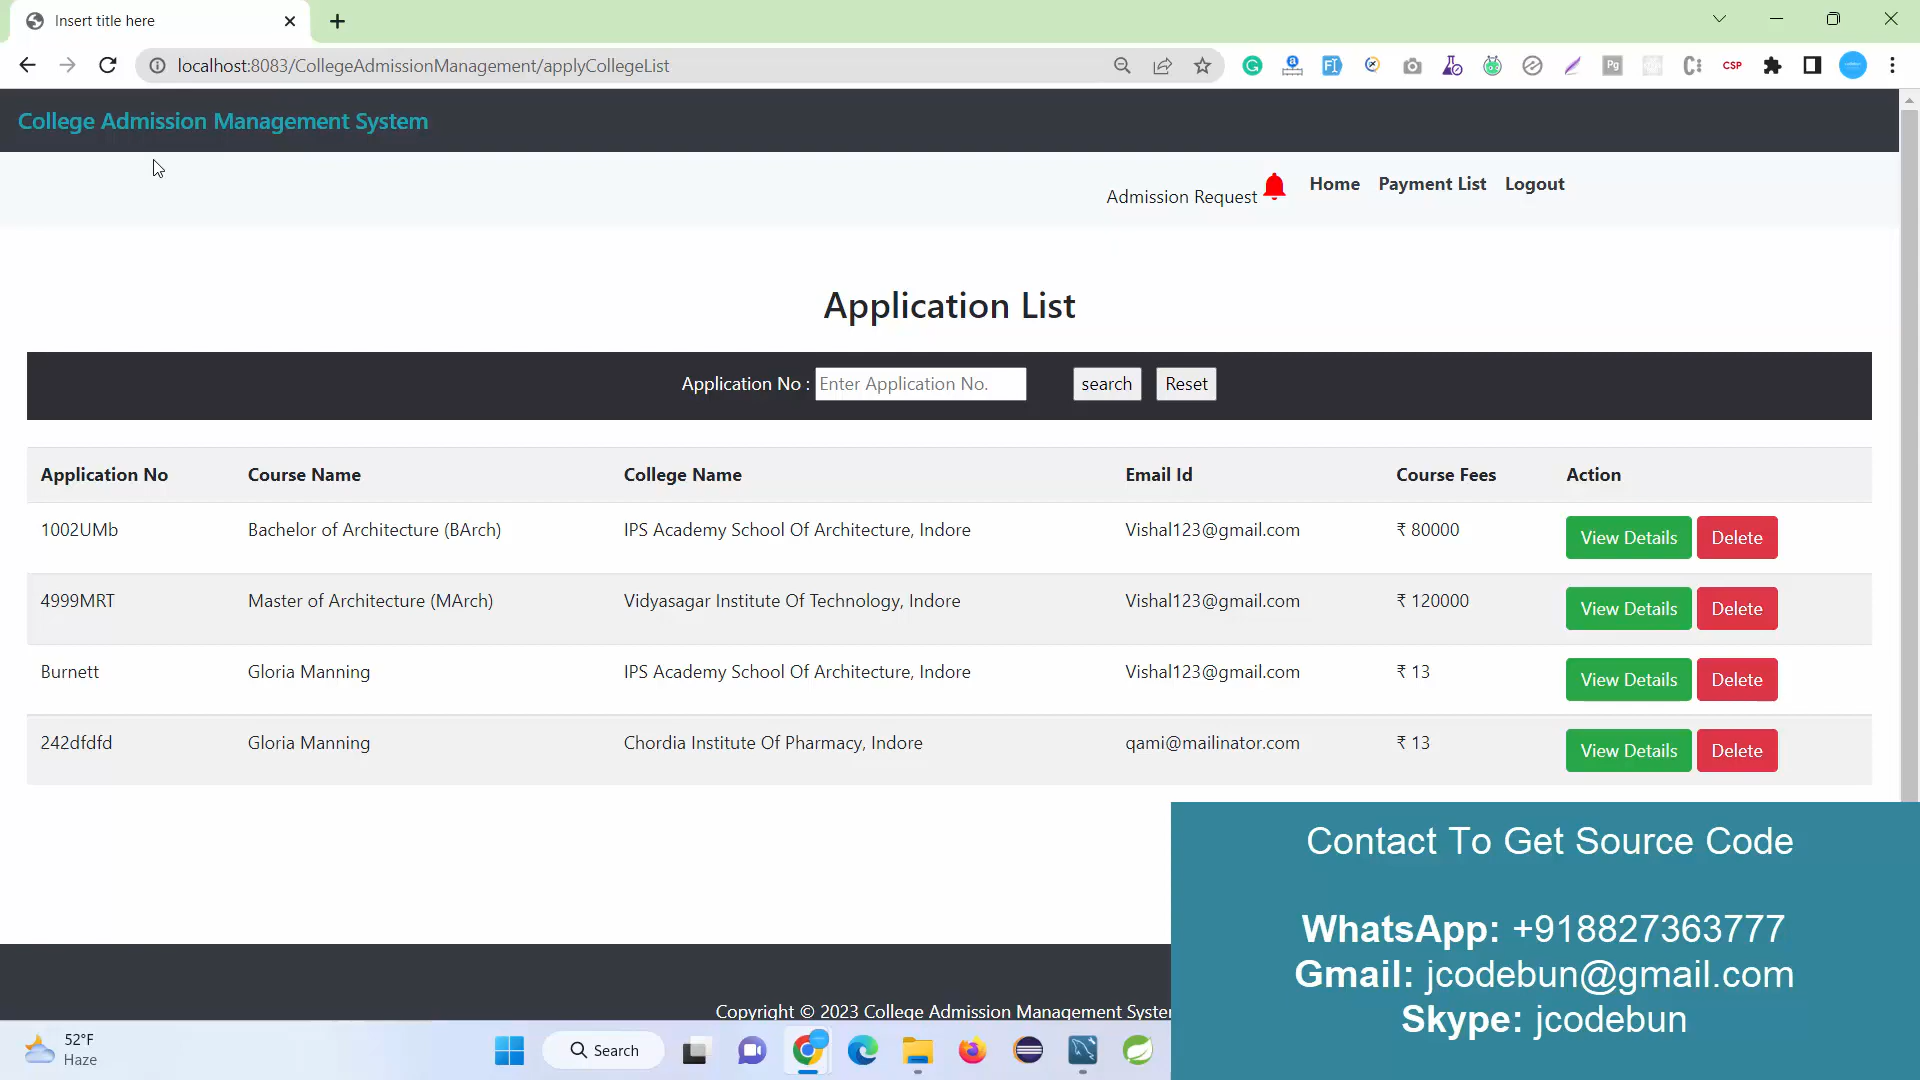 Insert title here
localhost:8083/CollegeAdmissionManagement/applyCollegeList
CSP
College Admission Management System
Admission Request Home Payment List Logout
Application List
Application No : Enter Application No. search Reset
Application No Course Name College Name Email Id Course Fees Action
1002UMb Bachelor of Architecture (BArch) IPS Academy School Of Architecture, Indore Vishal123@gmail.com ₹ 80000 View Details Delete
4999MRT Master of Architecture (MArch) Vidyasagar Institute Of Technology, Indore Vishal123@gmail.com ₹ 120000 View Details Delete
Burnett Gloria Manning IPS Academy School Of Architecture, Indore Vishal123@gmail.com ₹ 13 View Details Delete
242dfdfd Gloria Manning Chordia Institute Of Pharmacy, Indore qami@mailinator.com ₹ 13 View Details Delete
Contact To Get Source Code
WhatsApp: +918827363777
Gmail: jcodebun@gmail.com
Skype: jcodebun
Copyright © 2023 College Admission Management System
52°F
Haze
Search